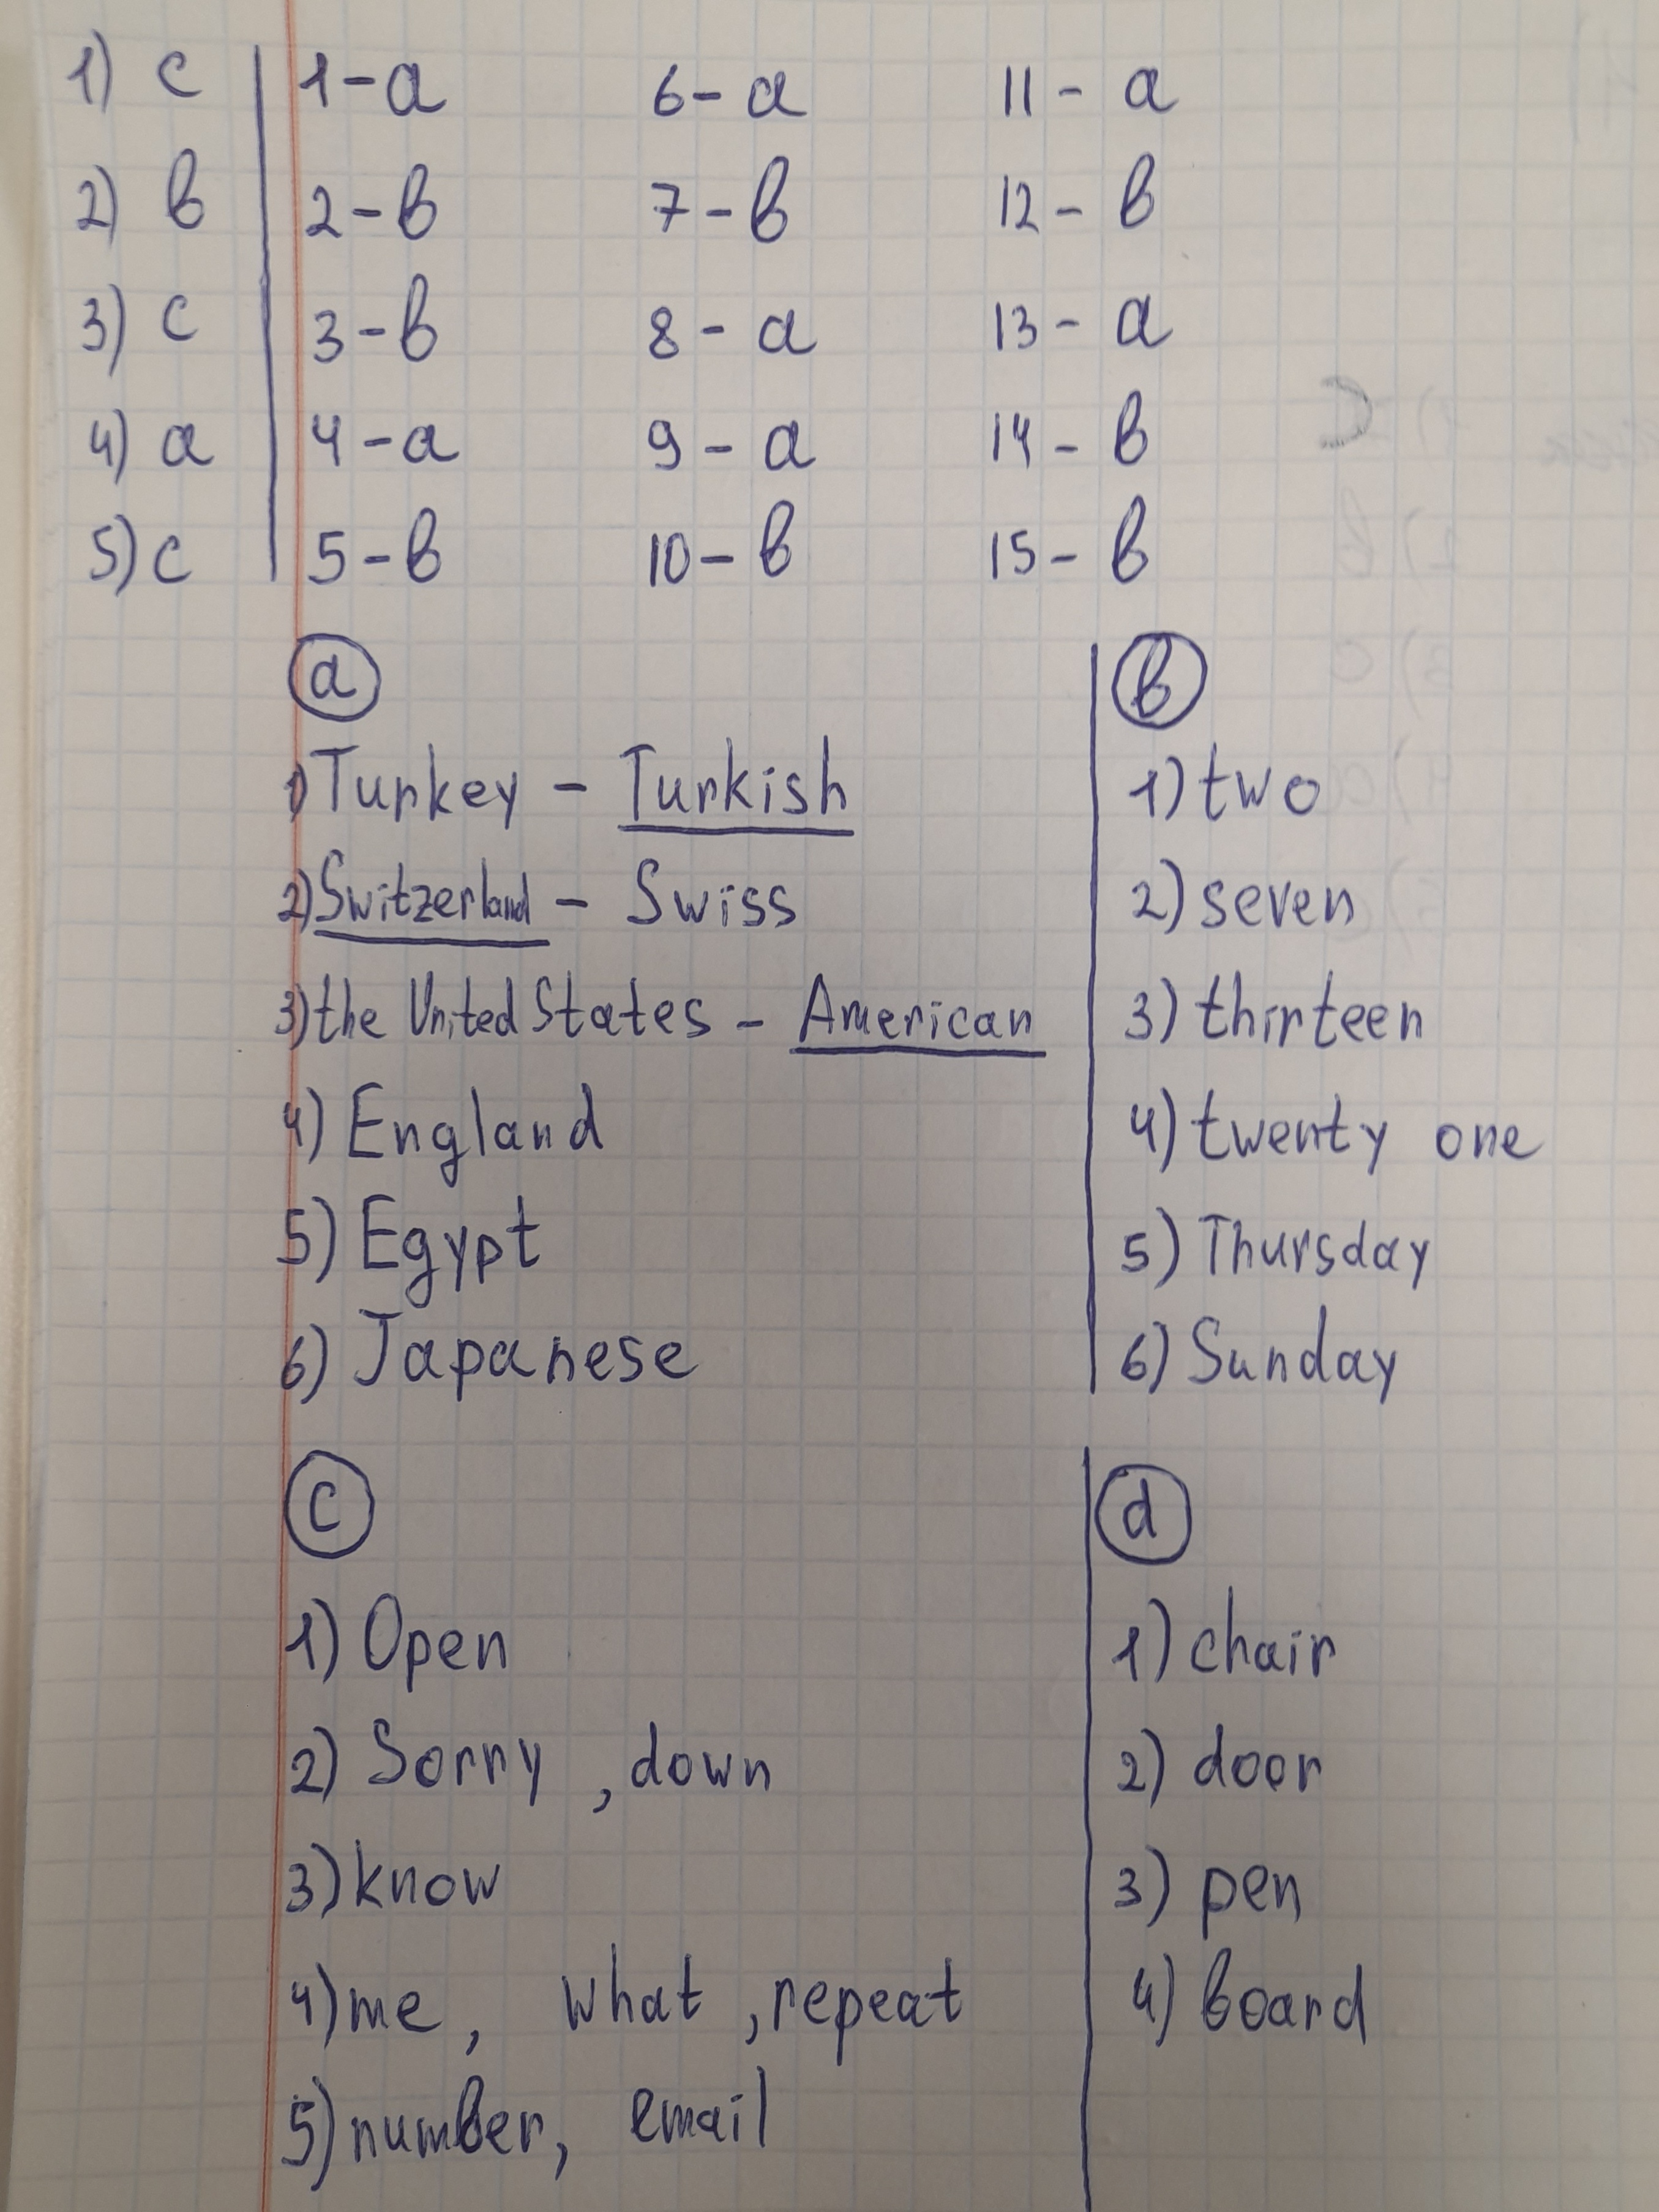 1) c | 1 - a 6 - a 11 - a
2) b | 2 - b 7 - b 12 - b
3) c | 3 - b 8 - a 13 - a
4) a | 4 - a 9 - a 14 - b
5) c | 5 - b 10 - b 15 - b
a
1) Turkey - Turkish
2) Switzerland - Swiss
3) the United States - American
4) England
5) Egypt
6) Japanese
b
1) two
2) seven
3) thirteen
4) twenty one
5) Thursday
6) Sunday
c
1) Open
2) Sorry , down
3) know
4) me, what , repeat
5) number, email
d
1) chair
2) door
3) pen
4) board